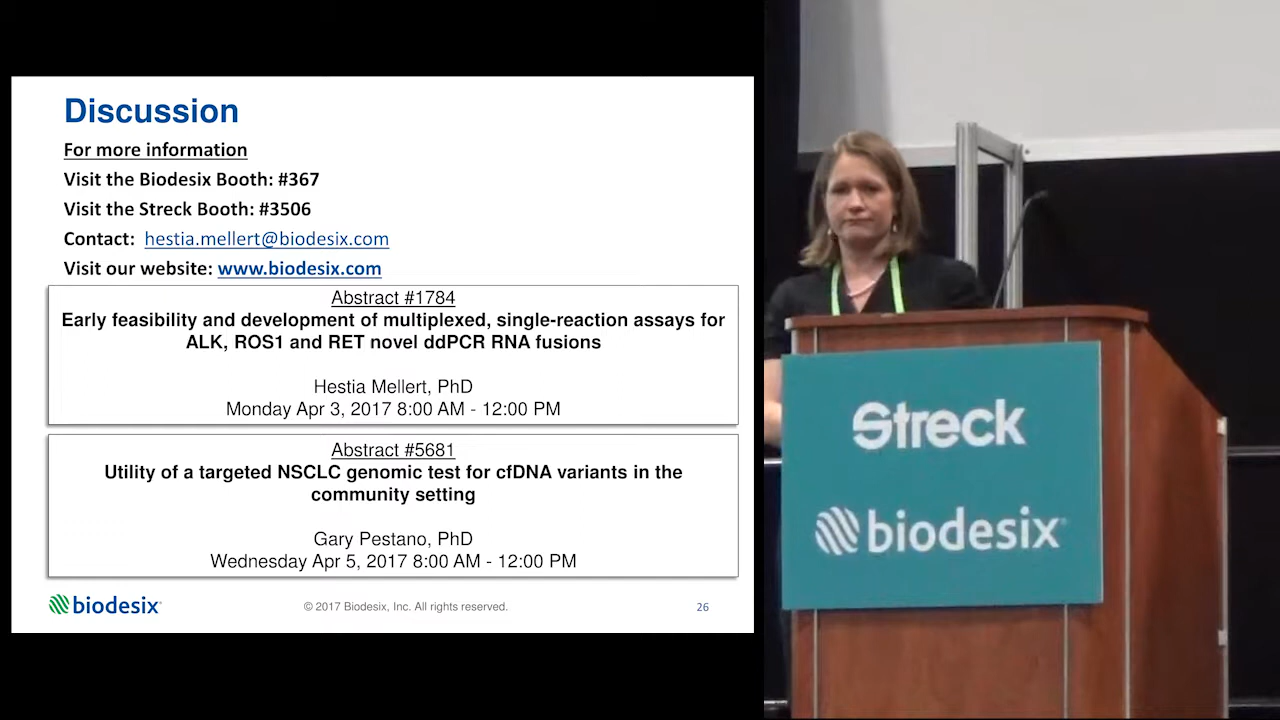 Discussion
For more information
Visit the Biodesix Booth: #367
Visit the Streck Booth: #3506
Contact: hestia.mellert@biodesix.com
Visit our website: www.biodesix.com
Abstract #1784
Early feasibility and development of multiplexed, single-reaction assays for
ALK, ROS1 and RET novel ddPCR RNA fusions
Hestia Mellert, PhD
Monday Apr 3, 2017 8:00 AM - 12:00 PM
Abstract #5681
Utility of a targeted NSCLC genomic test for cfDNA variants in the
community setting
Gary Pestano, PhD
Wednesday Apr 5, 2017 8:00 AM - 12:00 PM
biodesix
© 2017 Biodesix, Inc. All rights reserved.
26
Streck
biodesix